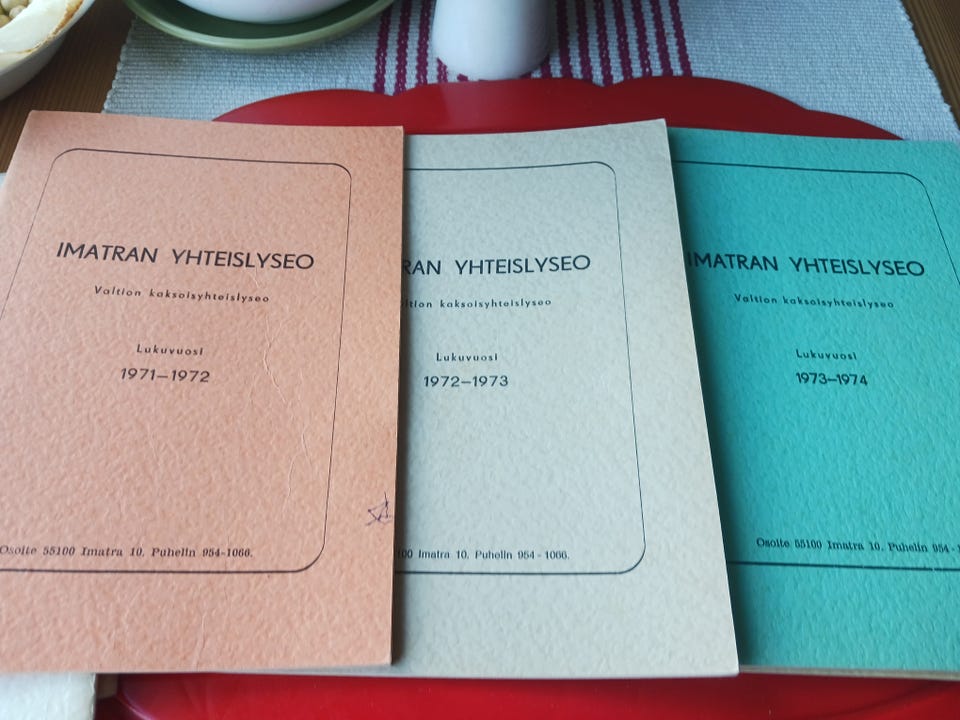 IMATRAN YHTEISLYSEO
Valtion kaksoisyhteislyseo
Lukuvuosi
1971—1972
Osoite 55100 Imatra 10. Puhelin 954-1066.
RAN YHTEISLYSEO
ltion kaksoisyhteislyseo
Lukuvuosi
1972—1973
100 Imatra 10. Puhelin 954 - 1066.
IMATRAN YHTEISLYSEO
Valtion kaksoisyhteislyseo
Lukuvuosi
1973—1974
Osoite 55100 Imatra 10. Puhelin 954 -